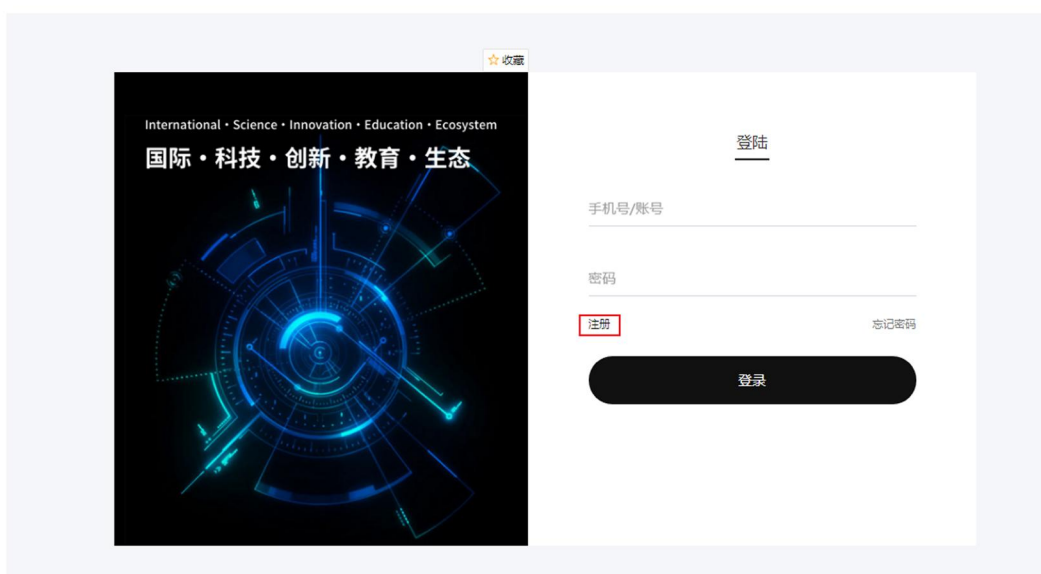 收藏
International・Science・Innovation・Education・Ecosystem
国际・科技・创新・教育・生态
登陆
手机号/账号
密码
注册 忘记密码
登录